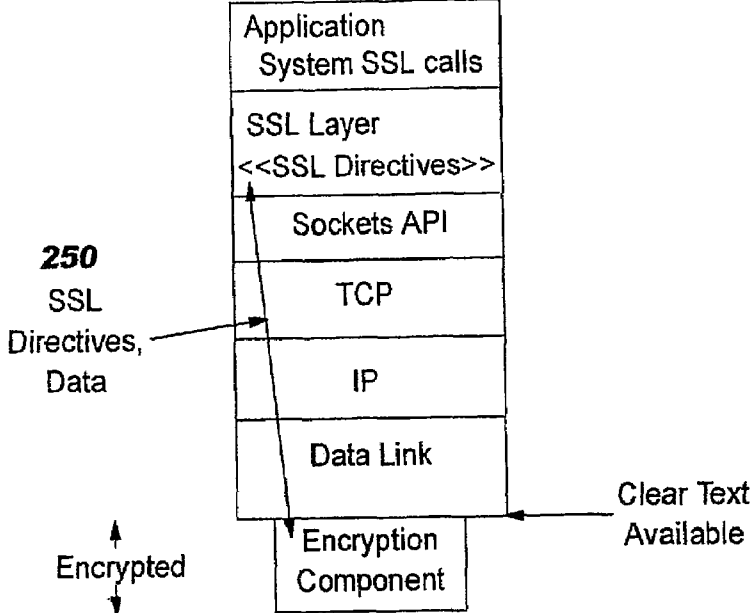 Application
System SSL calls
SSL Layer
<<SSL Directives>>
Sockets API
250
SSL
Directives,
Data
TCP
IP
Data Link
Clear Text
Available
Encrypted
Encryption
Component